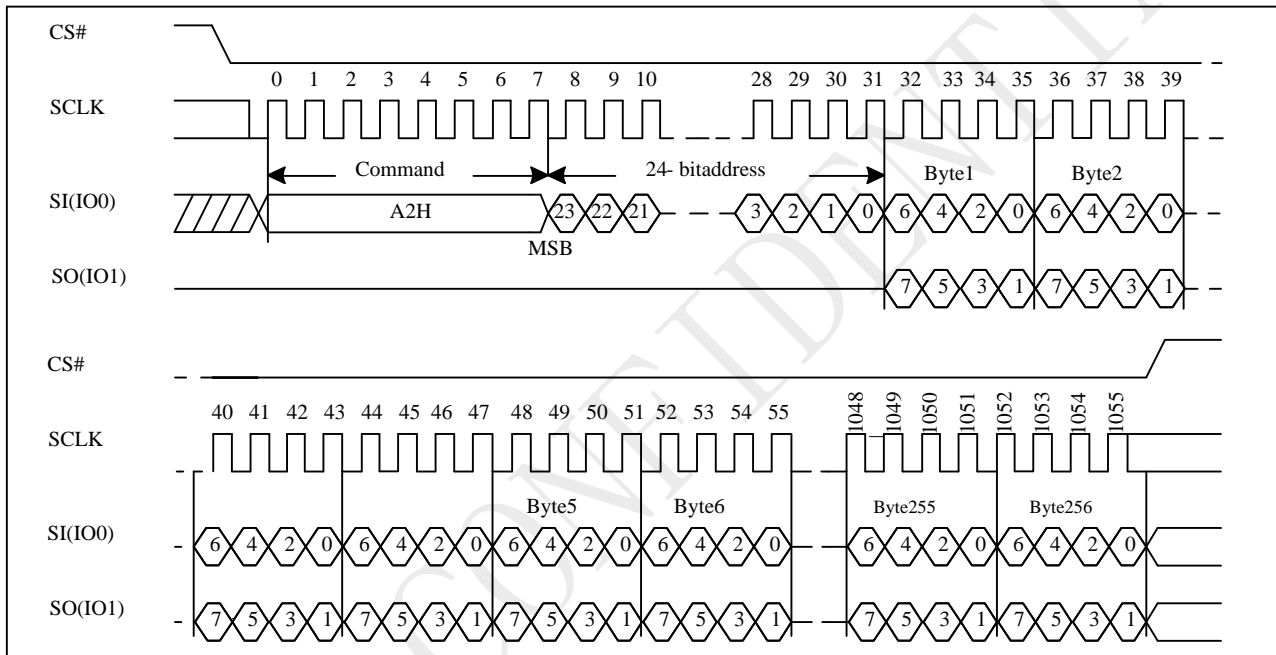 CS#
0 1 2 3 4 5 6 7 8 9 10 28 29 30 31 32 33 34 35 36 37 38 39
SCLK
Command 24- bitaddress Byte1 Byte2
SI(IO0) A2H 23 22 21 3 2 1 0 6 4 2 0 6 4 2 0
MSB
SO(IO1) 7 5 3 1 7 5 3 1
CS#
40 41 42 43 44 45 46 47 48 49 50 51 52 53 54 55 1048 1049 1050 1051 1052 1053 1054 1055
SCLK
Byte5 Byte6 Byte255 Byte256
SI(IO0) 6 4 2 0 6 4 2 0 6 4 2 0 6 4 2 0 6 4 2 0 6 4 2 0
SO(IO1) 7 5 3 1 7 5 3 1 7 5 3 1 7 5 3 1 7 5 3 1 7 5 3 1
CONFIDENTI